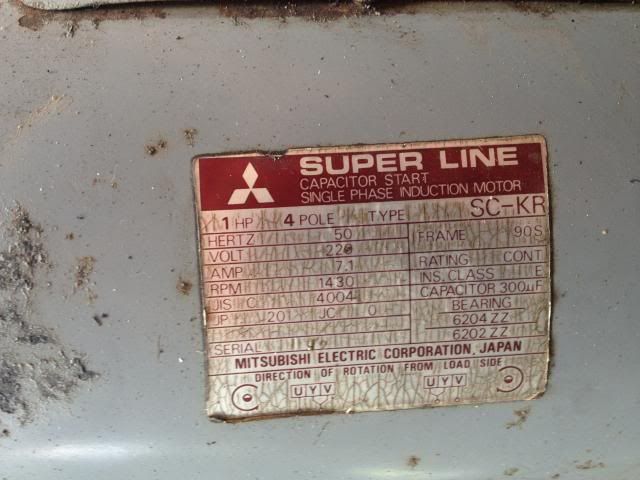 SUPER LINE
CAPACITOR START
SINGLE PHASE INDUCTION MOTOR
1 HP 4 POLE TYPE SC-KR
HERTZ 50 FRAME 90S
VOLT 220 RATING CONT
AMP 7.1 INS. CLASS E
RPM 1430 CAPACITOR 300µF
JIS C 4004 BEARING
JP 201 JC 0 6204 ZZ
6202 ZZ
SERIAL
MITSUBISHI ELECTRIC CORPORATION, JAPAN
DIRECTION OF ROTATION FROM LOAD SIDE
UYV UYV